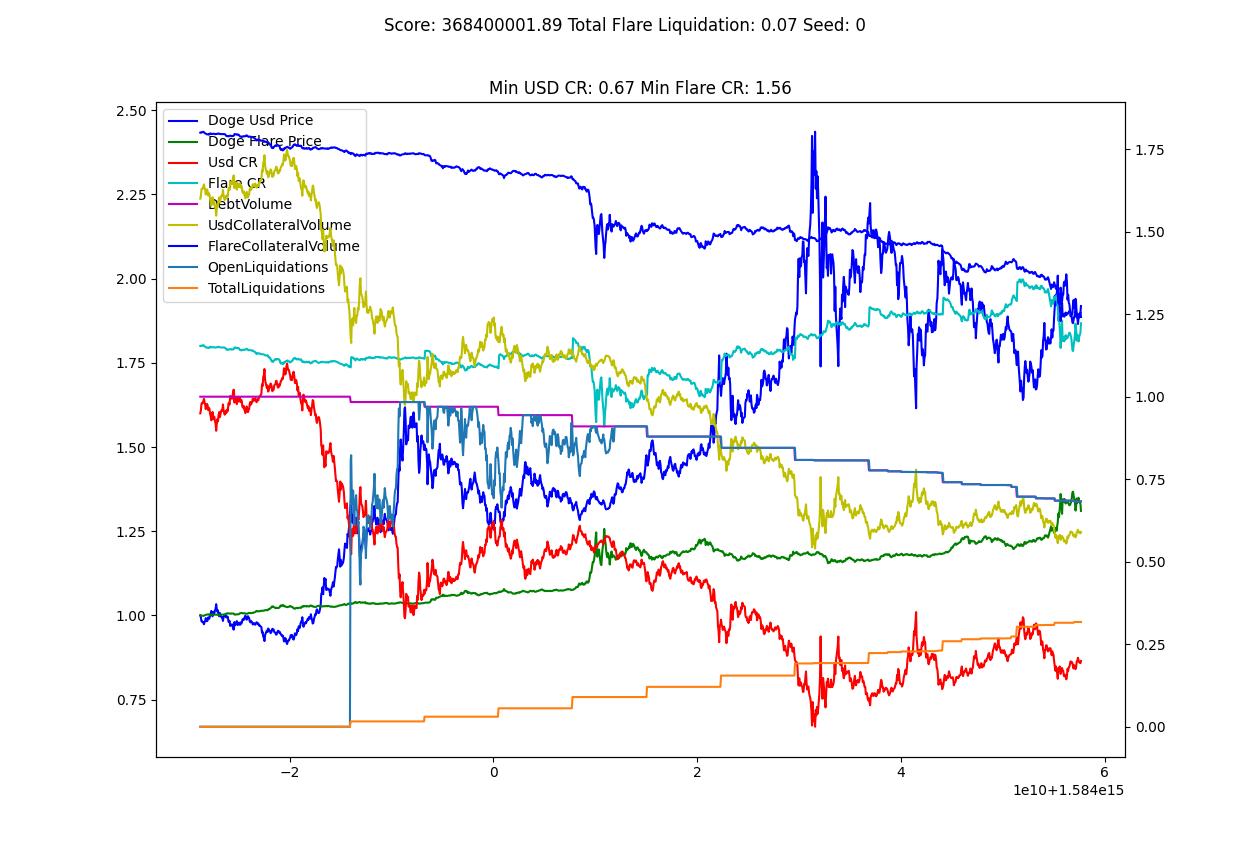 Score: 368400001.89 Total Flare Liquidation: 0.07 Seed: 0
Min USD CR: 0.67 Min Flare CR: 1.56
2.50
2.25
2.00
1.75
1.50
1.25
1.00
0.75
Doge Usd Price
Doge Flare Price
Usd CR
Flare CR
DebtVolume
UsdCollateralVolume
FlareCollateralVolume
OpenLiquidations
TotalLiquidations
1.75
1.50
1.25
1.00
0.75
0.50
0.25
0.00
−2
0
2
4
6
1e10+1.584e15